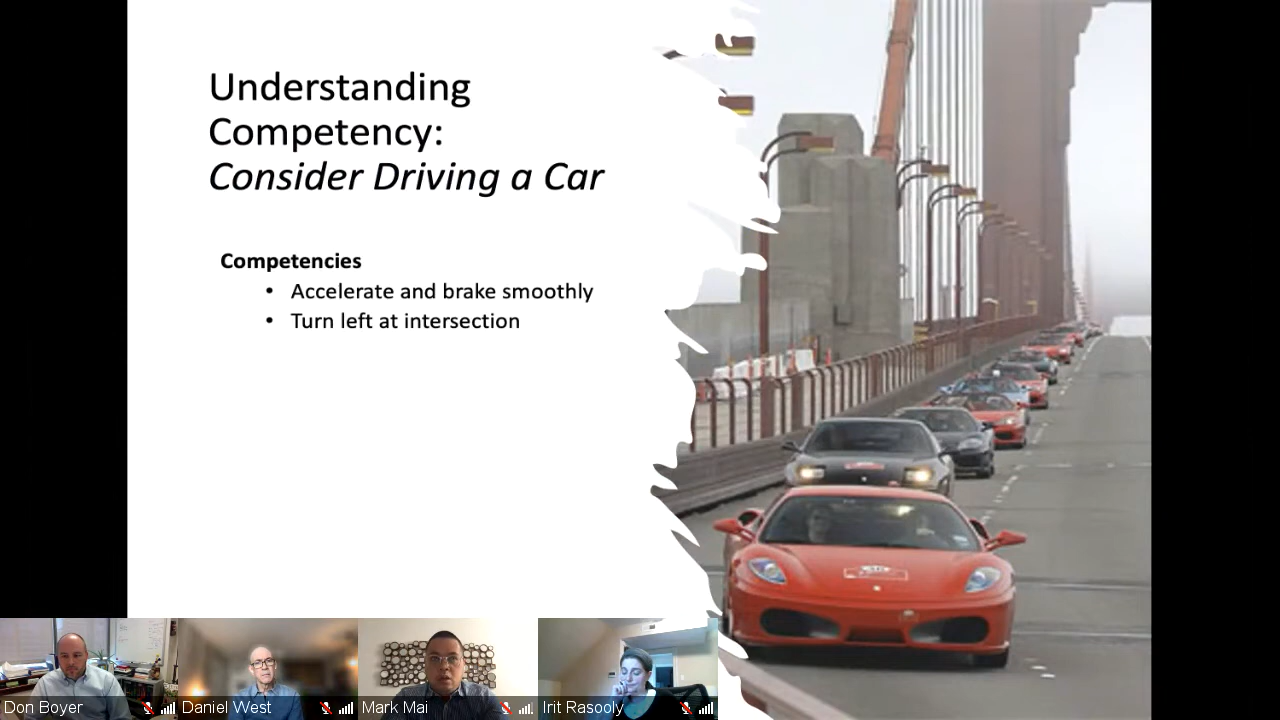 Understanding
Competency:
Consider Driving a Car
Competencies
• Accelerate and brake smoothly
• Turn left at intersection
Don Boyer
Daniel West
Mark Mai
Irit Rasooly